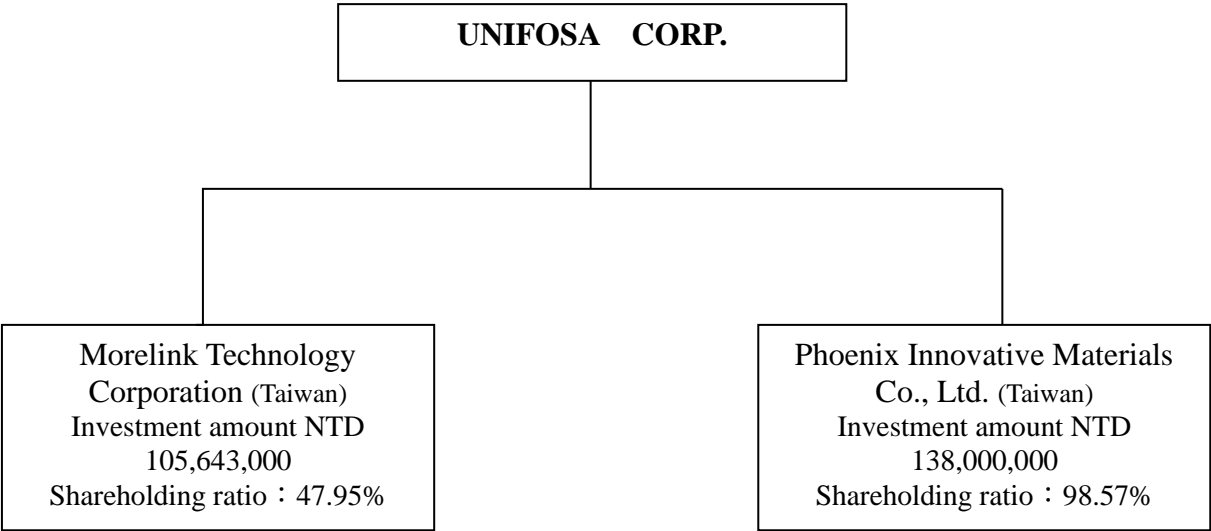 UNIFOSA CORP.
Morelink Technology
Corporation (Taiwan)
Investment amount NTD
105,643,000
Shareholding ratio：47.95%
Phoenix Innovative Materials
Co., Ltd. (Taiwan)
Investment amount NTD
138,000,000
Shareholding ratio：98.57%